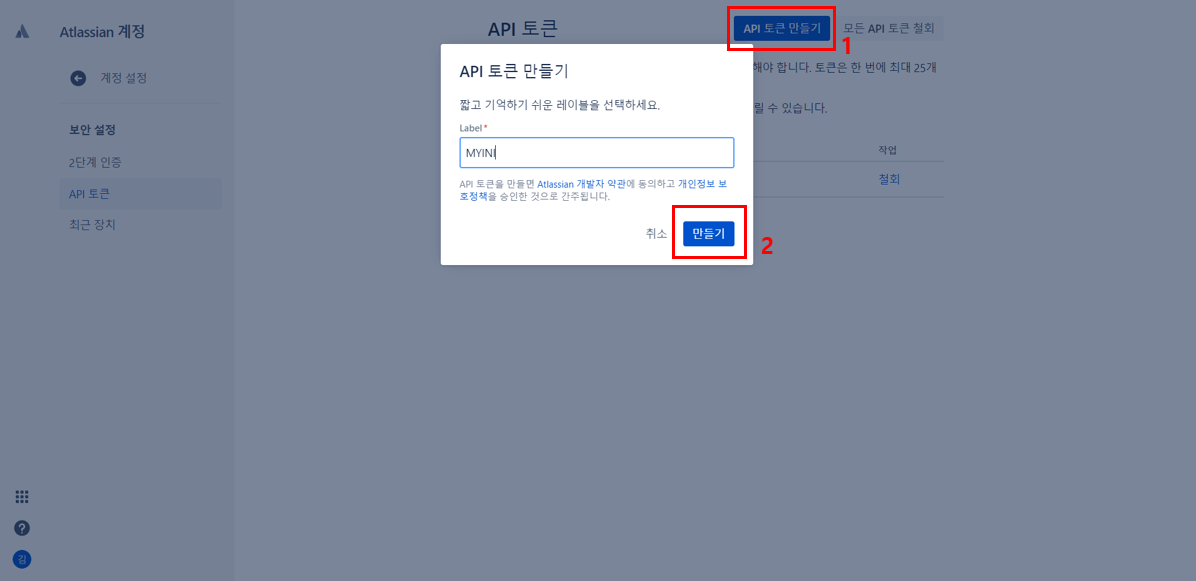 Atlassian 계정
계정 설정
보안 설정
2단계 인증
API 토큰
최근 장치
API 토큰
API 토큰 만들기
모든 API 토큰 철회
1
해야 합니다. 토큰은 한 번에 최대 25개
릴 수 있습니다.
작업
철회
API 토큰 만들기
짧고 기억하기 쉬운 레이블을 선택하세요.
Label *
MYINI
API 토큰을 만들면 Atlassian 개발자 약관에 동의하고 개인정보 보
호정책을 승인한 것으로 간주됩니다.
취소
만들기
2
?
김